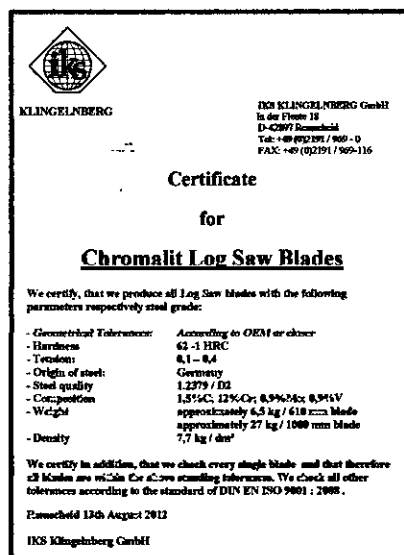 iks
KLINGELNBERG
IKS KLINGELNBERG GmbH
In der Fleute 18
D-42897 Remscheid
Tel: +49 (0)2191 / 969 - 0
FAX: +49 (0)2191 / 969-116
Certificate
for
Chromalit Log Saw Blades
We certify, that we produce all Log Saw blades with the following
parameters respectively steel grade:
- Geometrical Tolerances: According to OEM or closer
- Hardness 62 -1 HRC
- Tension: 0,1 – 0,4
- Origin of steel: Germany
- Steel quality 1.2379 / D2
- Composition 1,5%C; 12%Cr; 0,9%Mo; 0,9%V
- Weight approximately 6,5 kg / 610 mm blade
approximately 27 kg / 1000 mm blade
- Density 7,7 kg / dm³
We certify in addition, that we check every single blade and that therefore
all blades are within the above standing tolerances. We check all other
tolerances according to the standard of DIN EN ISO 9001 : 2008 .
Remscheid 13th August 2012
IKS Klingelnberg GmbH